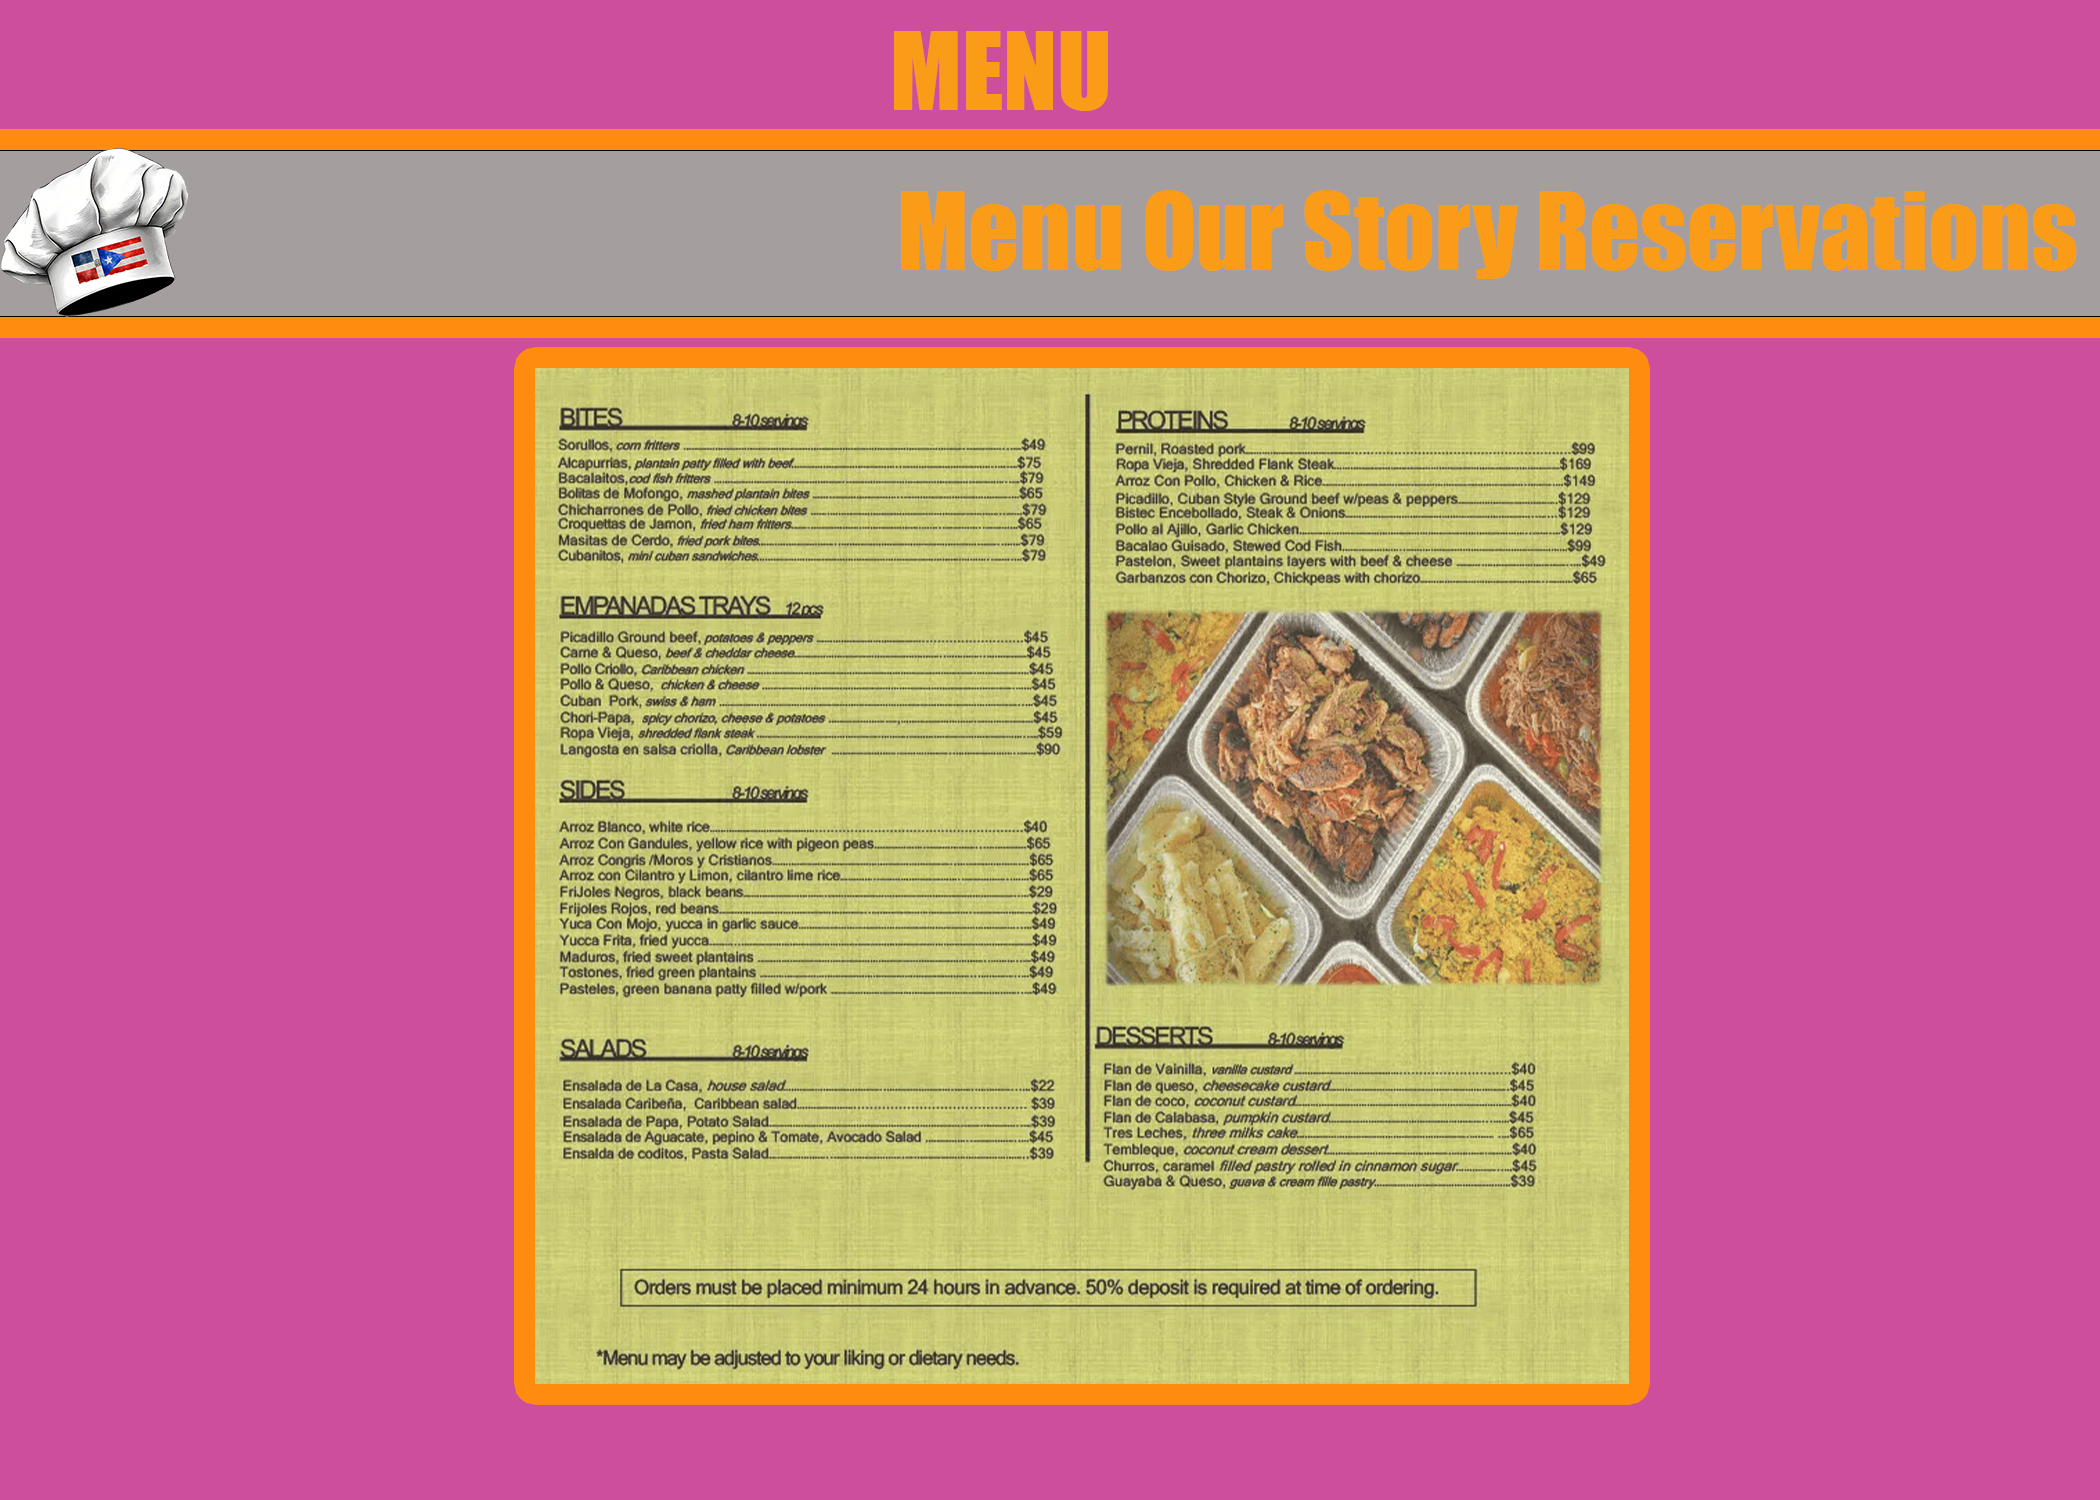 MENU
Menu Our Story Reservations
BITES 8-10 servings
Sorullos, corn fritters $49
Alcapurrias, plantain patty filled with beef $75
Bacalaitos, cod fish fritters $79
Bolitas de Mofongo, mashed plantain bites $65
Chicharrones de Pollo, fried chicken bites $79
Croquettas de Jamon, fried ham fritters $65
Masitas de Cerdo, fried pork bites $79
Cubanitos, mini cuban sandwiches $79
EMPANADAS TRAYS 12 pcs
Picadillo Ground beef, potatoes & peppers $45
Carne & Queso, beef & cheddar cheese $45
Pollo Criollo, Caribbean chicken $45
Pollo & Queso, chicken & cheese $45
Cuban Pork, swiss & ham $45
Chori-Papa, spicy chorizo, cheese & potatoes $45
Ropa Vieja, shredded flank steak $59
Langosta en salsa criolla, Caribbean lobster $90
SIDES 8-10 servings
Arroz Blanco, white rice $40
Arroz Con Gandules, yellow rice with pigeon peas $65
Arroz Congris /Moros y Cristianos $65
Arroz con Cilantro y Limon, cilantro lime rice $65
FriJoles Negros, black beans $29
Frijoles Rojos, red beans $29
Yuca Con Mojo, yucca in garlic sauce $49
Yucca Frita, fried yucca $49
Maduros, fried sweet plantains $49
Tostones, fried green plantains $49
Pasteles, green banana patty filled w/pork $49
SALADS 8-10 servings
Ensalada de La Casa, house salad $22
Ensalada Caribeña, Caribbean salad $39
Ensalada de Papa, Potato Salad $39
Ensalada de Aguacate, pepino & Tomate, Avocado Salad $45
Ensalda de coditos, Pasta Salad $39
PROTEINS 8-10 servings
Pernil, Roasted pork $99
Ropa Vieja, Shredded Flank Steak $169
Arroz Con Pollo, Chicken & Rice $149
Picadillo, Cuban Style Ground beef w/peas & peppers $129
Bistec Encebollado, Steak & Onions $129
Pollo al Ajillo, Garlic Chicken $129
Bacalao Guisado, Stewed Cod Fish $99
Pastelon, Sweet plantains layers with beef & cheese $49
Garbanzos con Chorizo, Chickpeas with chorizo $65
DESSERTS 8-10 servings
Flan de Vainilla, vanilla custard $40
Flan de queso, cheesecake custard $45
Flan de coco, coconut custard $40
Flan de Calabasa, pumpkin custard $45
Tres Leches, three milks cake $65
Tembleque, coconut cream dessert $40
Churros, caramel filled pastry rolled in cinnamon sugar $45
Guayaba & Queso, guava & cream fille pastry $39
Orders must be placed minimum 24 hours in advance. 50% deposit is required at time of ordering.
*Menu may be adjusted to your liking or dietary needs.